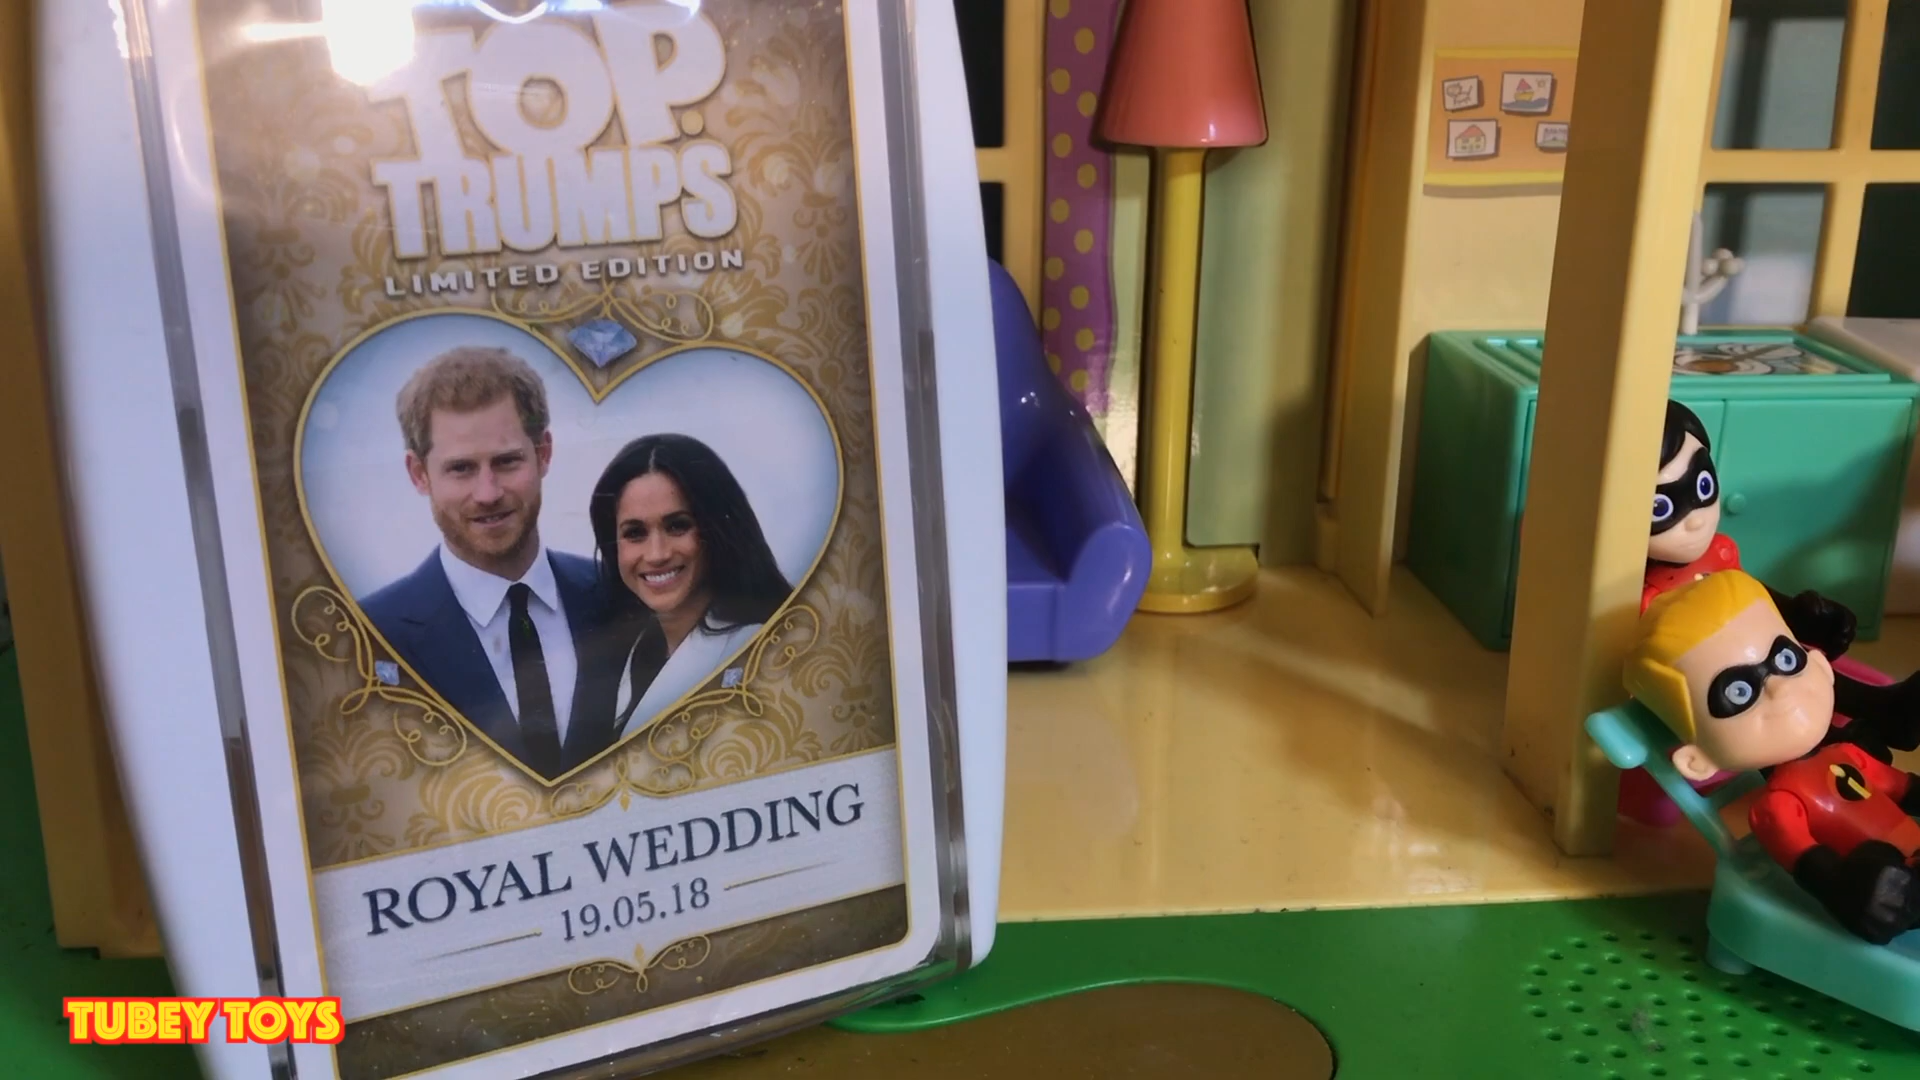 TOP
TRUMPS
LIMITED EDITION
ROYAL WEDDING
19.05.18
TUBEY TOYS